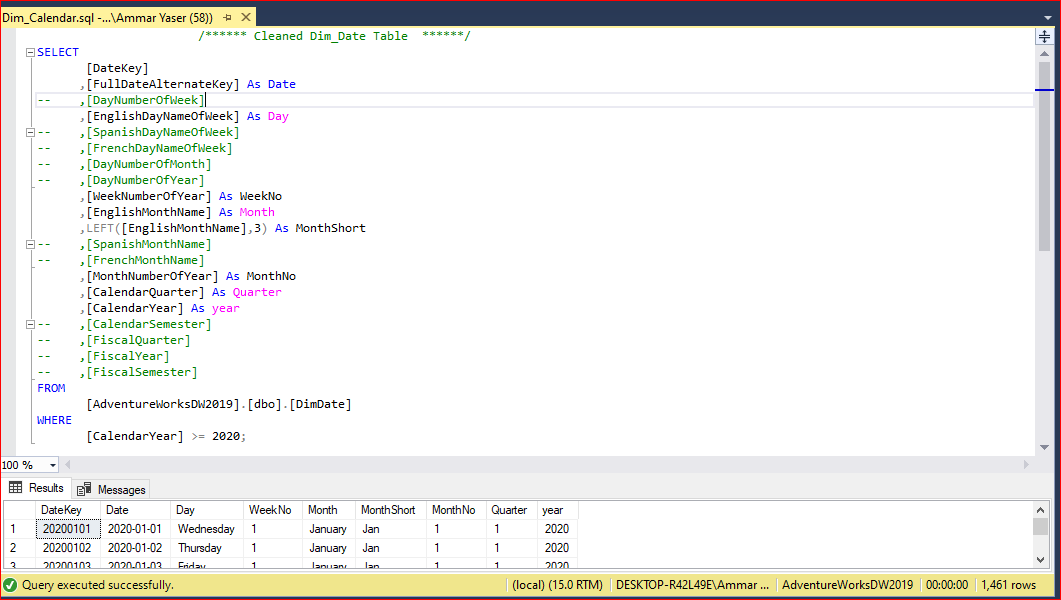 Dim_Calendar.sql -...\Ammar Yaser (58))
/****** Cleaned Dim_Date Table  ******/
SELECT
[DateKey]
,[FullDateAlternateKey] As Date
-- ,[DayNumberOfWeek]
,[EnglishDayNameOfWeek] As Day
-- ,[SpanishDayNameOfWeek]
-- ,[FrenchDayNameOfWeek]
-- ,[DayNumberOfMonth]
-- ,[DayNumberOfYear]
,[WeekNumberOfYear] As WeekNo
,[EnglishMonthName] As Month
,LEFT([EnglishMonthName],3) As MonthShort
-- ,[SpanishMonthName]
-- ,[FrenchMonthName]
,[MonthNumberOfYear] As MonthNo
,[CalendarQuarter] As Quarter
,[CalendarYear] As year
-- ,[CalendarSemester]
-- ,[FiscalQuarter]
-- ,[FiscalYear]
-- ,[FiscalSemester]
FROM
[AdventureWorksDW2019].[dbo].[DimDate]
WHERE
[CalendarYear] >= 2020;
100 %
Results Messages
DateKey Date Day WeekNo Month MonthShort MonthNo Quarter year
1 20200101 2020-01-01 Wednesday 1 January Jan 1 1 2020
2 20200102 2020-01-02 Thursday 1 January Jan 1 1 2020
3 20200103 2020-01-03 Friday 1 January Jan 1 1 2020
Query executed successfully. (local) (15.0 RTM) DESKTOP-R42L49E\Ammar ... AdventureWorksDW2019 00:00:00 1,461 rows